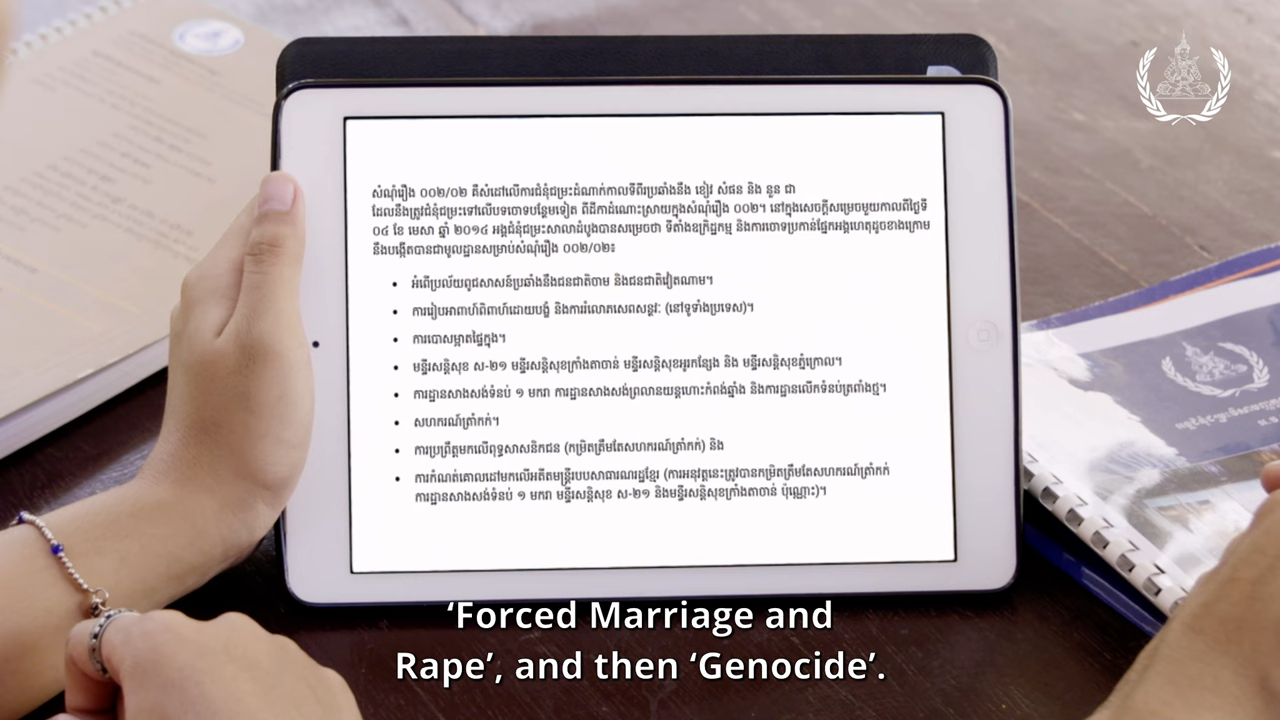 សំណុំរឿង ០០២/០២ គឺសំដៅលើការជំនុំជម្រះដំណាក់កាលទីពីរប្រឆាំងនឹង ខៀវ សំផន និង នួន ជា
ដែលនឹងត្រូវជំនុំជម្រះទៅលើបទចោទបន្ថែមទៀត ពីដីកាដំណោះស្រាយក្នុងសំណុំរឿង ០០២។ នៅក្នុងសេចក្តីសម្រេចមួយកាលពីថ្ងៃទី
០៤ ខែ មេសា ឆ្នាំ ២០១៤ អង្គជំនុំជម្រះសាលាដំបូងបានសម្រេចថា ទីតាំងឧក្រិដ្ឋកម្ម និងការចោទប្រកាន់ផ្នែកអង្គហេតុដូចខាងក្រោម
នឹងបង្កើតបានជាមូលដ្ឋានសម្រាប់សំណុំរឿង ០០២/០២៖
• អំពើប្រល័យពូជសាសន៍ប្រឆាំងនឹងជនជាតិចាម និងជនជាតិវៀតណាម។
• ការរៀបអាពាហ៍ពិពាហ៍ដោយបង្ខំ និងការរំលោភសេពសន្ថវៈ (នៅទូទាំងប្រទេស)។
• ការបោសម្អាតផ្ទៃក្នុង។
• មន្ទីរសន្តិសុខ ស-២១ មន្ទីរសន្តិសុខក្រាំងតាចាន់ មន្ទីរសន្តិសុខអូរកន្សែង និង មន្ទីរសន្តិសុខភ្នំក្រោល។
• ការដ្ឋានសាងសង់ទំនប់ ១ មករា ការដ្ឋានសាងសង់ព្រលានយន្តហោះកំពង់ឆ្នាំង និងការដ្ឋានលើកទំនប់ត្រពាំងថ្ម។
• សហករណ៍ត្រាំកក់។
• ការប្រព្រឹត្តមកលើពុទ្ធសាសនិកជន (កម្រិតត្រឹមតែសហករណ៍ត្រាំកក់) និង
• ការកំណត់គោលដៅមកលើអតីតមន្ត្រីរបបសាធារណរដ្ឋខ្មែរ (ការអនុវត្តនេះត្រូវបានកម្រិតត្រឹមតែសហករណ៍ត្រាំកក់
ការដ្ឋានសាងសង់ទំនប់ ១ មករា មន្ទីរសន្តិសុខ ស-២១ និងមន្ទីរសន្តិសុខក្រាំងតាចាន់ ប៉ុណ្ណោះ)។
‘Forced Marriage and
Rape’, and then ‘Genocide’.